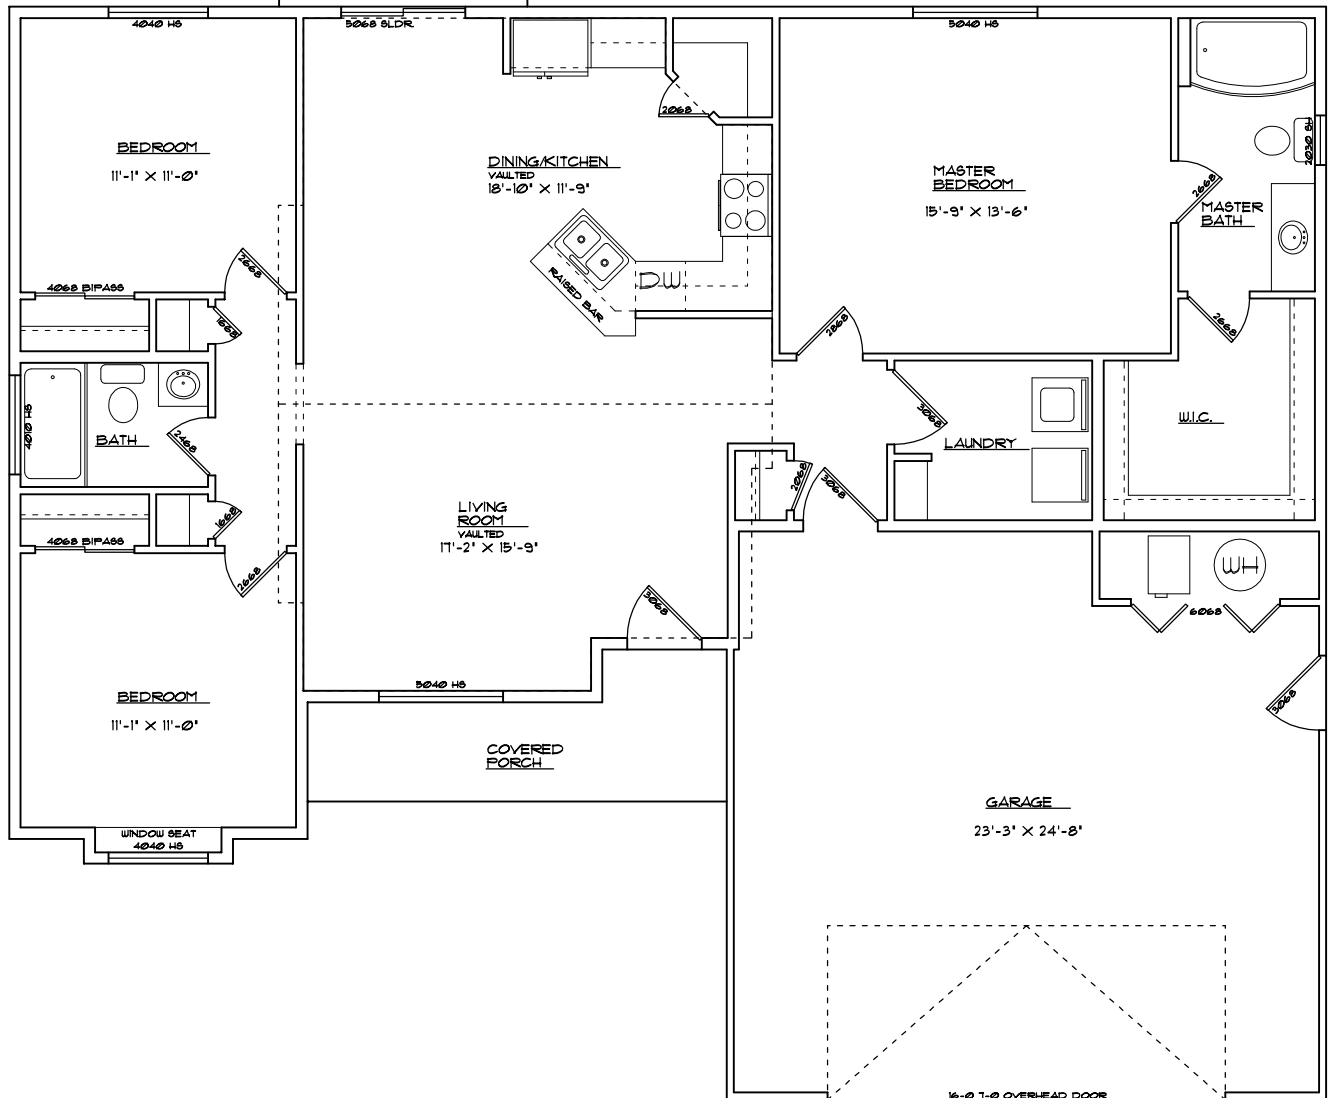 4040 HS
5068 SLDR.
5040 HS
2068
2030 SH
BEDROOM
11'-1" X 11'-0"
DINING/KITCHEN
VAULTED
18'-10" X 11'-9"
MASTER
BEDROOM
15'-9" X 13'-6"
2668
MASTER
BATH
2668
4068 BIPASS
RAISED BAR
DW
1668
2868
2668
4010 HS
BATH
2468
3068
LAUNDRY
W.I.C.
2068
3068
1668
LIVING
ROOM
VAULTED
17'-2" X 15'-9"
4068 BIPASS
2668
3068
WH
6068
BEDROOM
11'-1" X 11'-0"
5040 HS
3068
COVERED
PORCH
GARAGE
23'-3" X 24'-8"
WINDOW SEAT
4040 HS
16-0 7-0 OVERHEAD DOOR